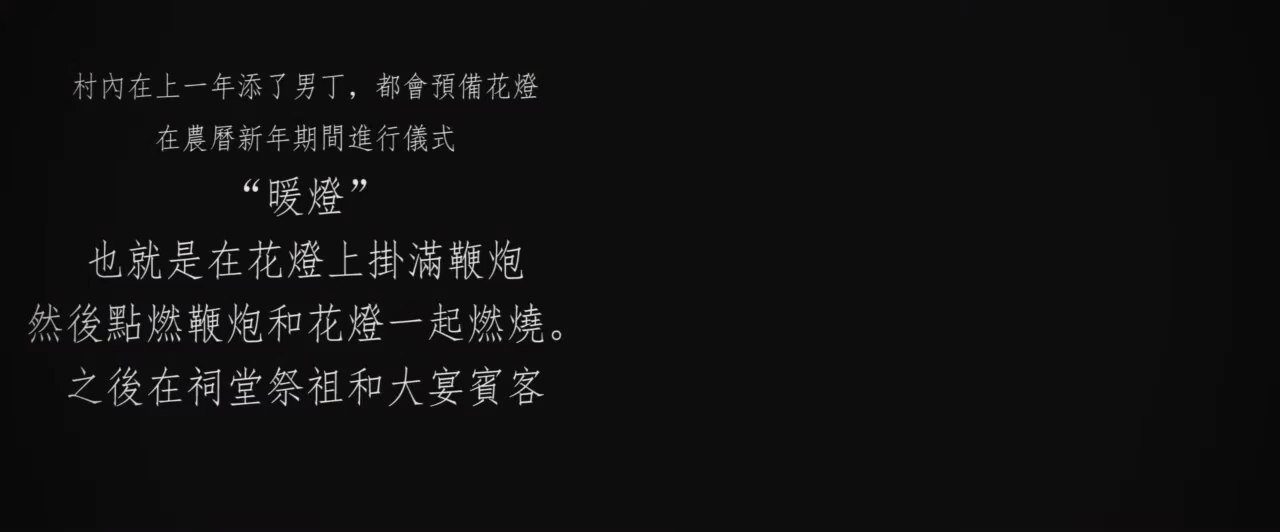 村內在上一年添了男丁，都會預備花燈
在農曆新年期間進行儀式
“暖燈”
也就是在花燈上掛滿鞭炮
然後點燃鞭炮和花燈一起燃燒。
之後在祠堂祭祖和大宴賓客